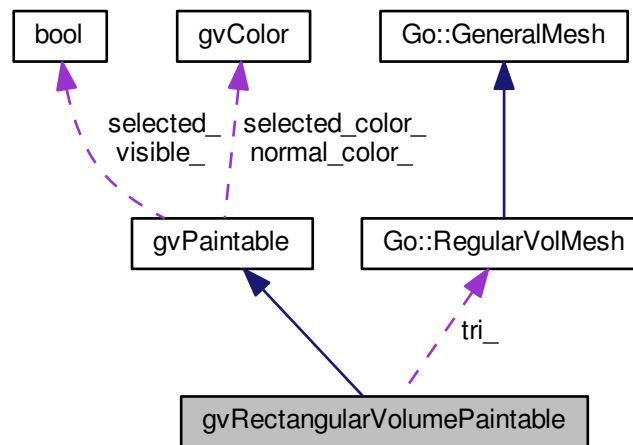 bool
gvColor
Go::GeneralMesh
selected_
visible_
selected_color_
normal_color_
gvPaintable
Go::RegularVolMesh
tri_
gvRectangularVolumePaintable